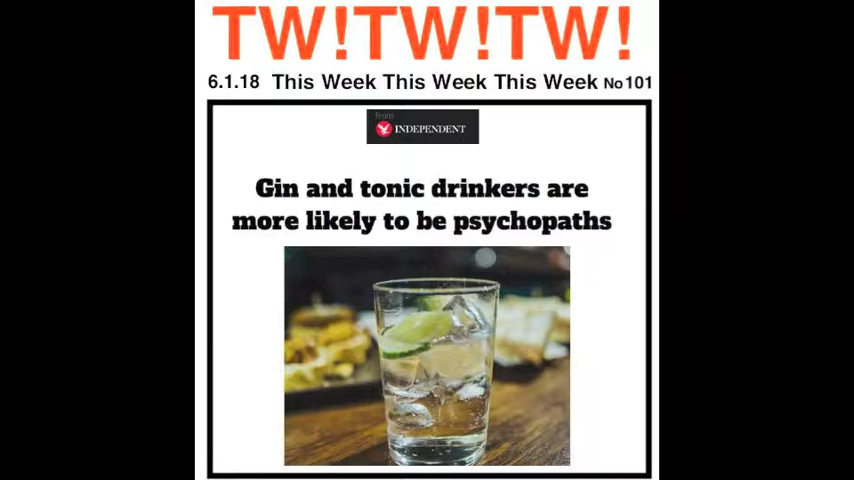 TW!TW!TW!
6.1.18 This Week This Week This Week No101
From
INDEPENDENT
Gin and tonic drinkers are
more likely to be psychopaths